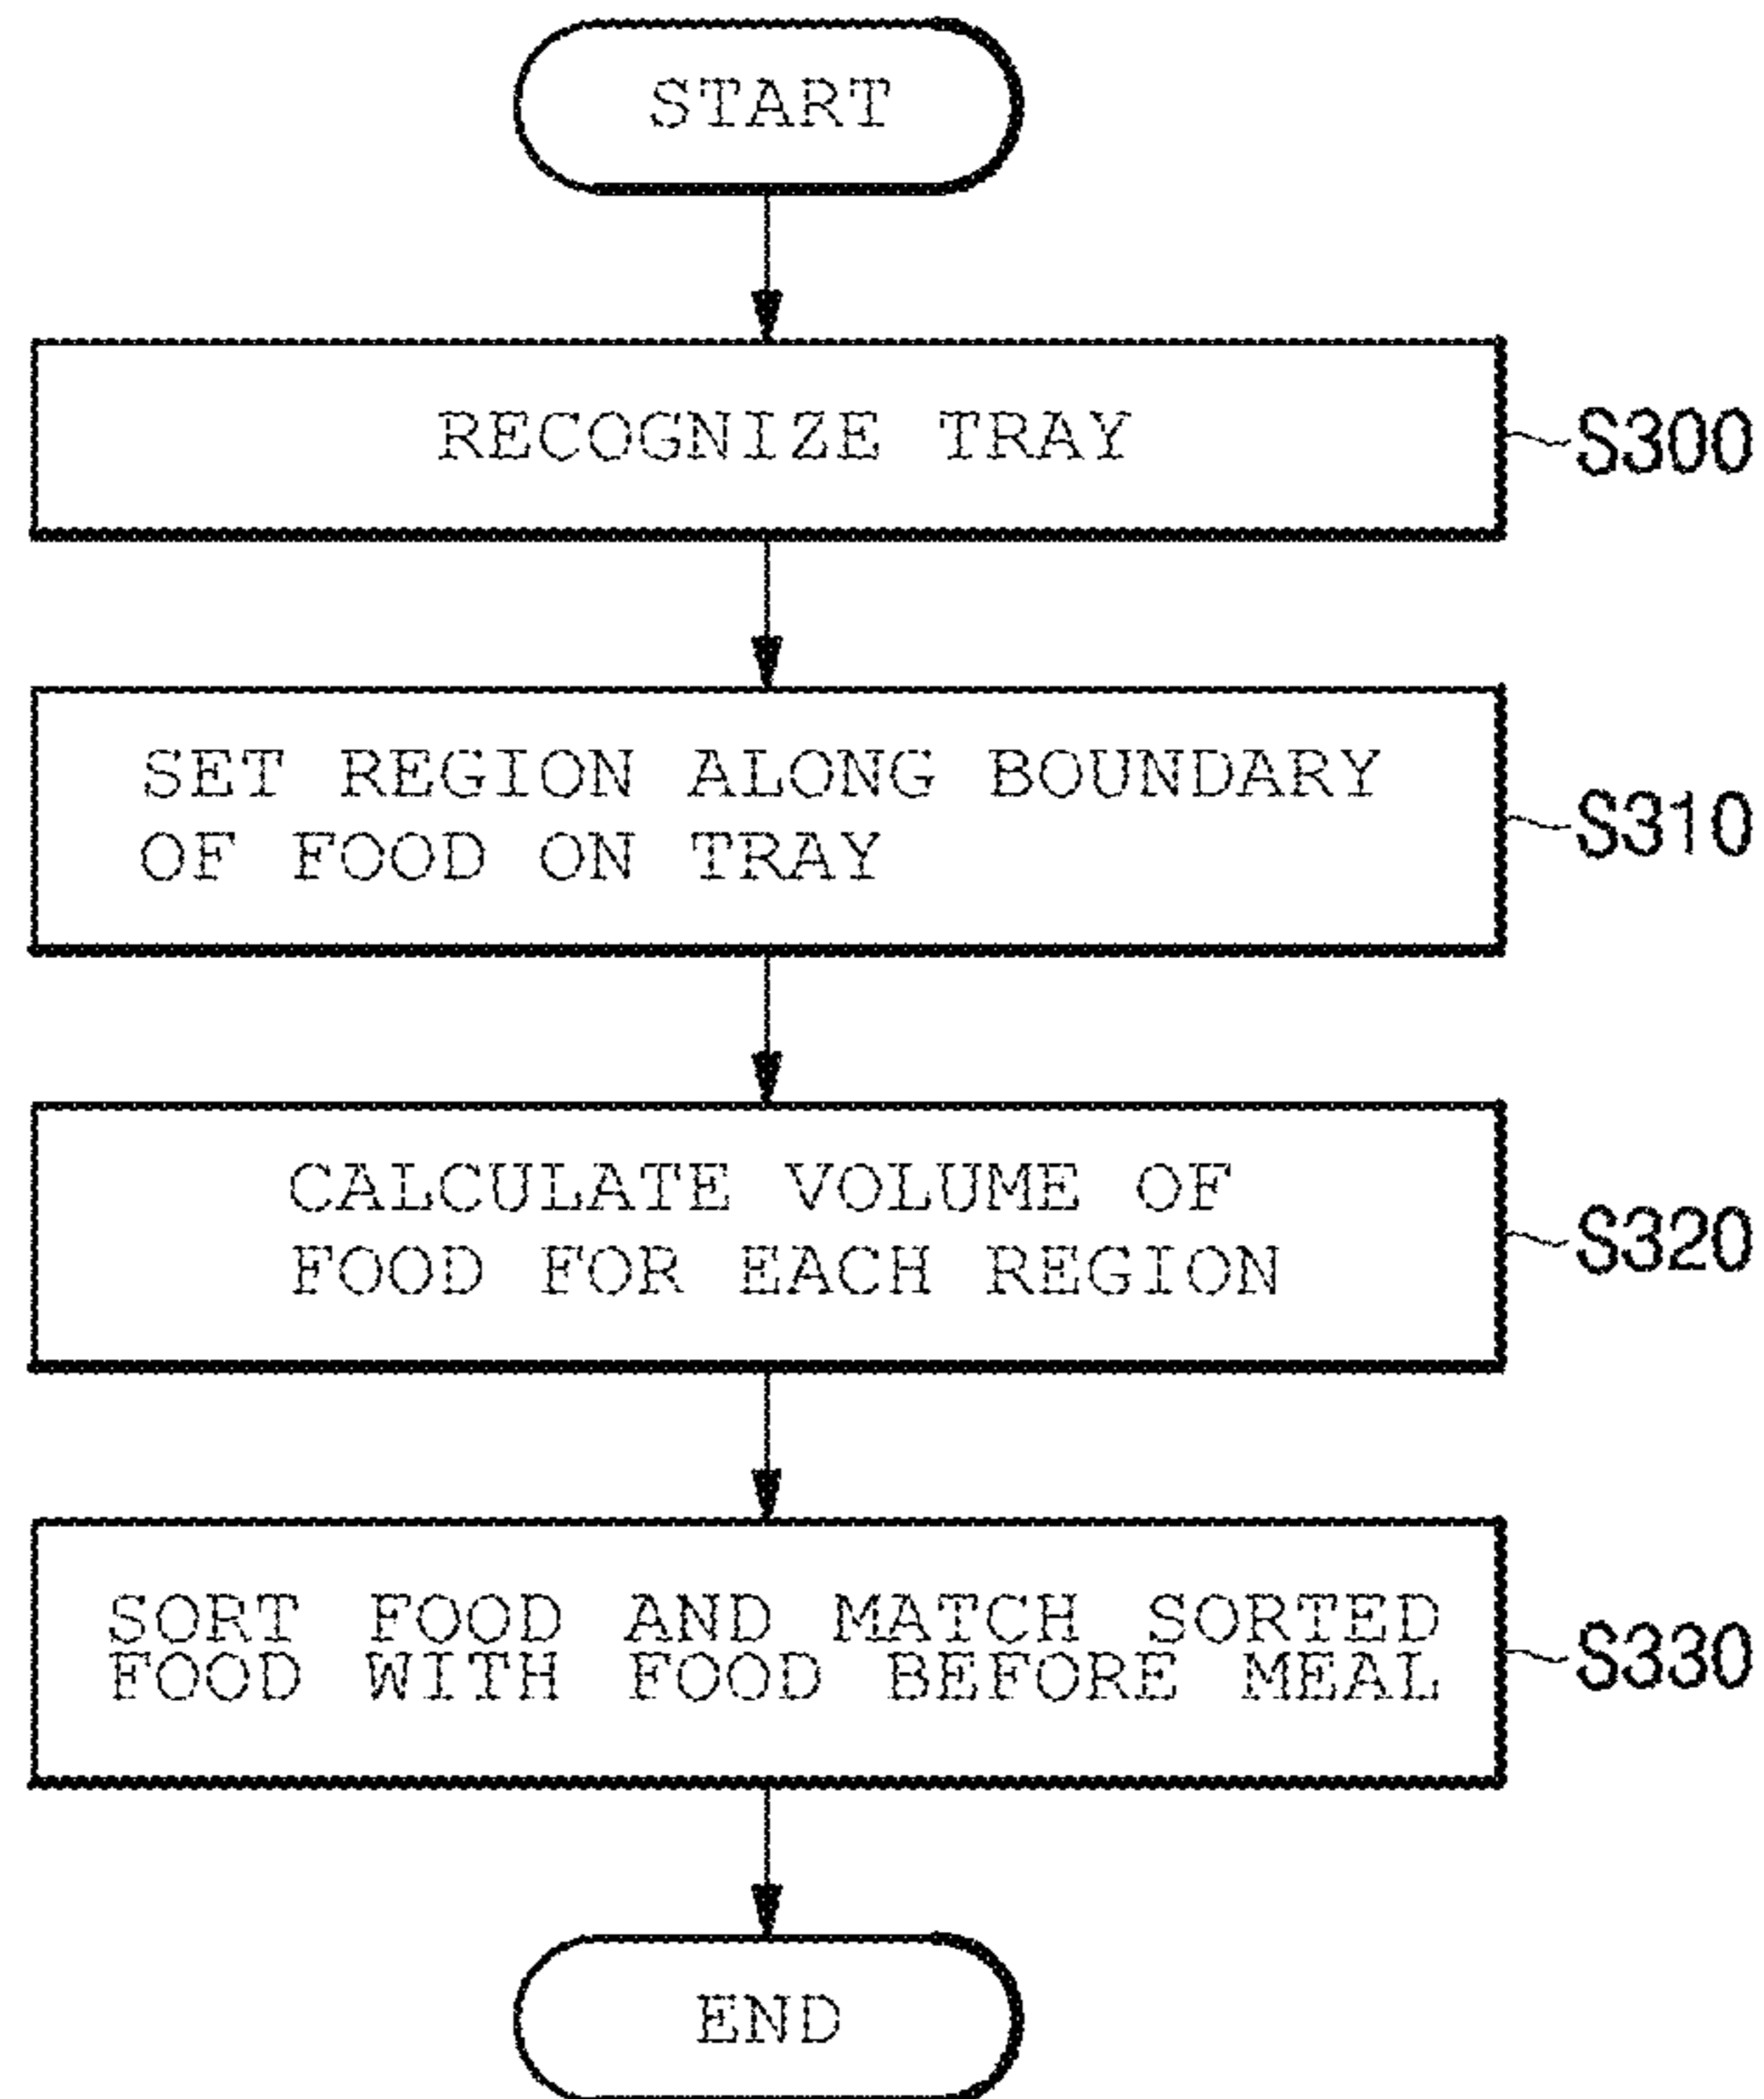 START
RECOGNIZE TRAY
S300
SET REGION ALONG BOUNDARY
OF FOOD ON TRAY
S310
CALCULATE VOLUME OF
FOOD FOR EACH REGION
S320
SORT FOOD AND MATCH SORTED
FOOD WITH FOOD BEFORE MEAL
S330
END